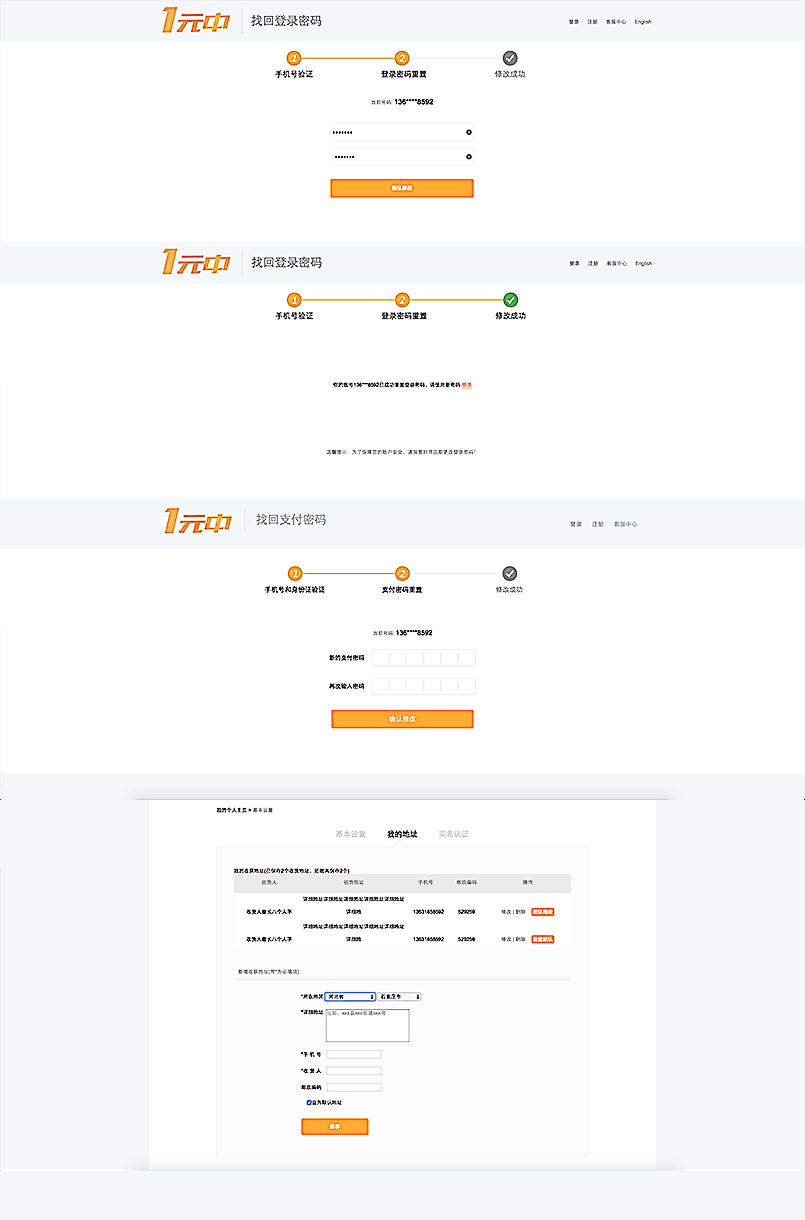 1元中 找回登录密码 登录 注册 客服中心 English
1 2
手机号验证 登录密码重置 修改成功
当前号码: 136****8592
确认修改
1元中 找回登录密码 登录 注册 客服中心 English
1 2
手机号验证 登录密码重置 修改成功
你的账号136***8592已成功重置登录密码，请使用新密码 登录
温馨提示：为了保障您的账户安全，请保管好并定期更改登录密码！
1元中 找回支付密码 登录 注册 客服中心
1 2
手机号和身份证验证 支付密码重置 修改成功
当前号码: 136****8592
新的支付密码
再次输入密码
确认修改
我的个人主页 > 基本设置
基本设置 我的地址 实名认证
我的收获地址(已保存2个收货地址，还能再保存2个)
收货人 收货地址 手机号 邮政编码 操作
详细地址详细地址详细地址详细地址
收货人最长八个人字 详细地 13631858592 529250 修改 | 删除 默认地址
详细地址详细地址详细地址详细地址
收货人最长八个人字 详细地 13631858592 529250 修改 | 删除 设置默认
新增收获地址(带*为必填项)
*所在地区 河北省 石家庄市
*详细地址 比如，xxx县xxx街道xxx号
*手 机 号
*收 货 人
邮政编码
设为默认地址
保存